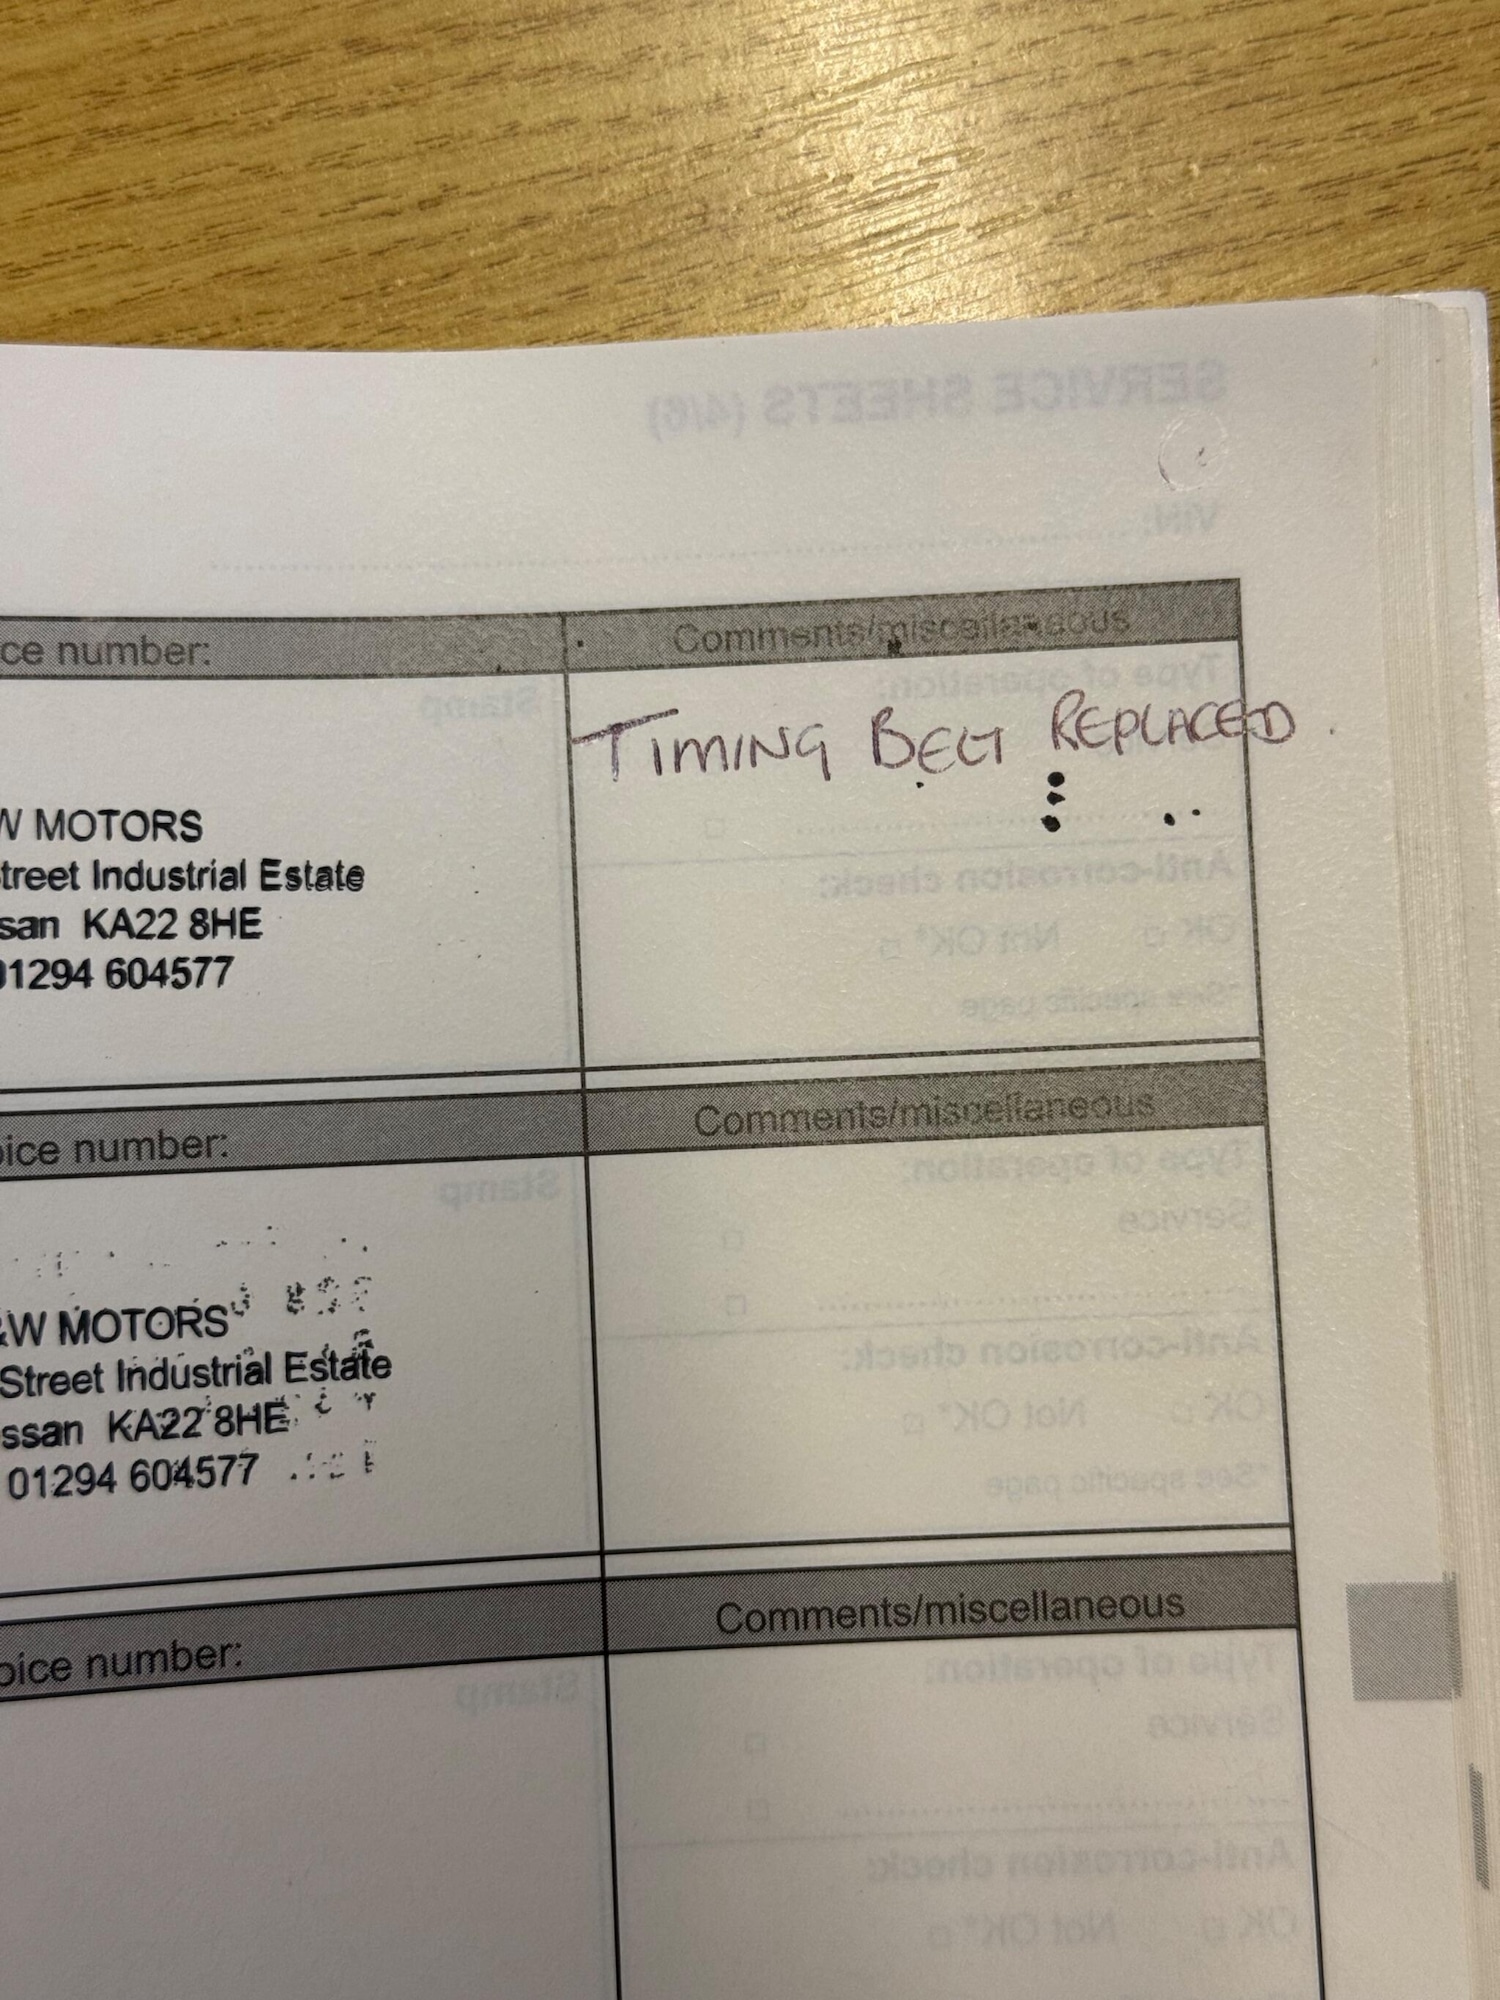 SERVICE SHEETS (4/6)
VIN:
ce number:
Comments/miscellaneous
Type of operation:
Stamp
TIMING BELT REPLACED.
W MOTORS
treet Industrial Estate
Anti-corrosion check:
san KA22 8HE
OK Not OK*
01294 604577
*See specific page
oice number:
Comments/miscellaneous
Type of operation:
Stamp
Service
&W MOTORS
Street Industrial Estate
Anti-corrosion check:
ssan KA22 8HE
OK Not OK*
01294 604577
*See specific page
oice number:
Comments/miscellaneous
Type of operation:
Stamp
Service
Anti-corrosion check:
OK Not OK*